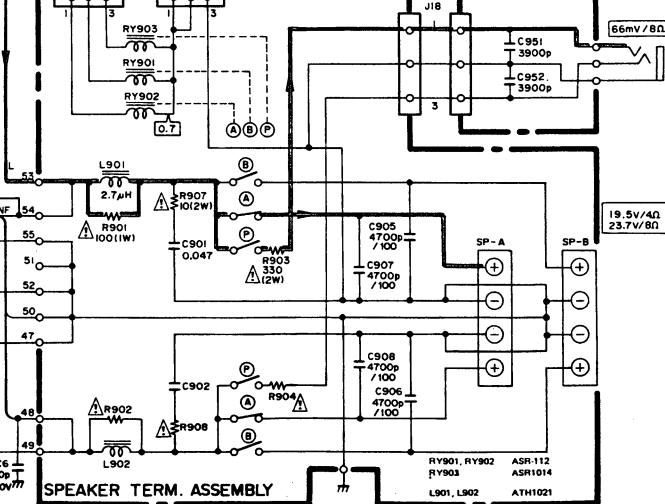 3
1
3
J18
RY903
RY901
RY902
0.7
A B P
C951
3900p
C952
3900p
3
66mV/8Ω
L
53
L901
2.7μH
R901
100(1W)
R907
10(2W)
C901
0.047
B
A
P
R903
330
(2W)
NF
54
55
51
52
50
47
C905
4700p
/100
C907
4700p
/100
19.5V/4Ω
23.7V/8Ω
SP-A
SP-B
+ +
− −
− −
+ +
C902
R908
P
A
B
R904
C908
4700p
/100
C906
4700p
/100
48
49
R902
L902
RY901, RY902 ASR-112
RY903 ASR1014
L901, L902 ATH1021
SPEAKER TERM. ASSEMBLY